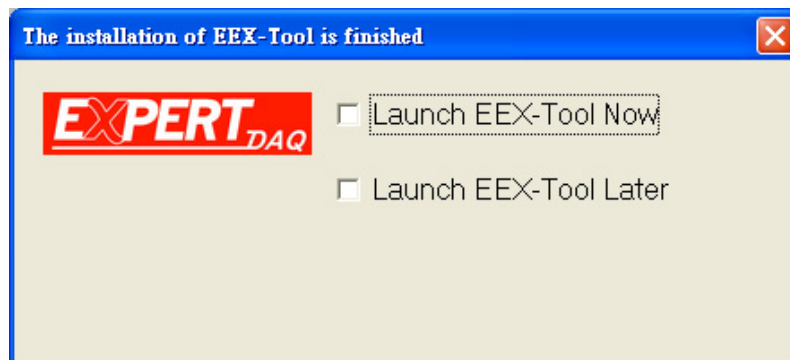 The installation of EEX-Tool is finished
EXPERT DAQ
Launch EEX-Tool Now
Launch EEX-Tool Later